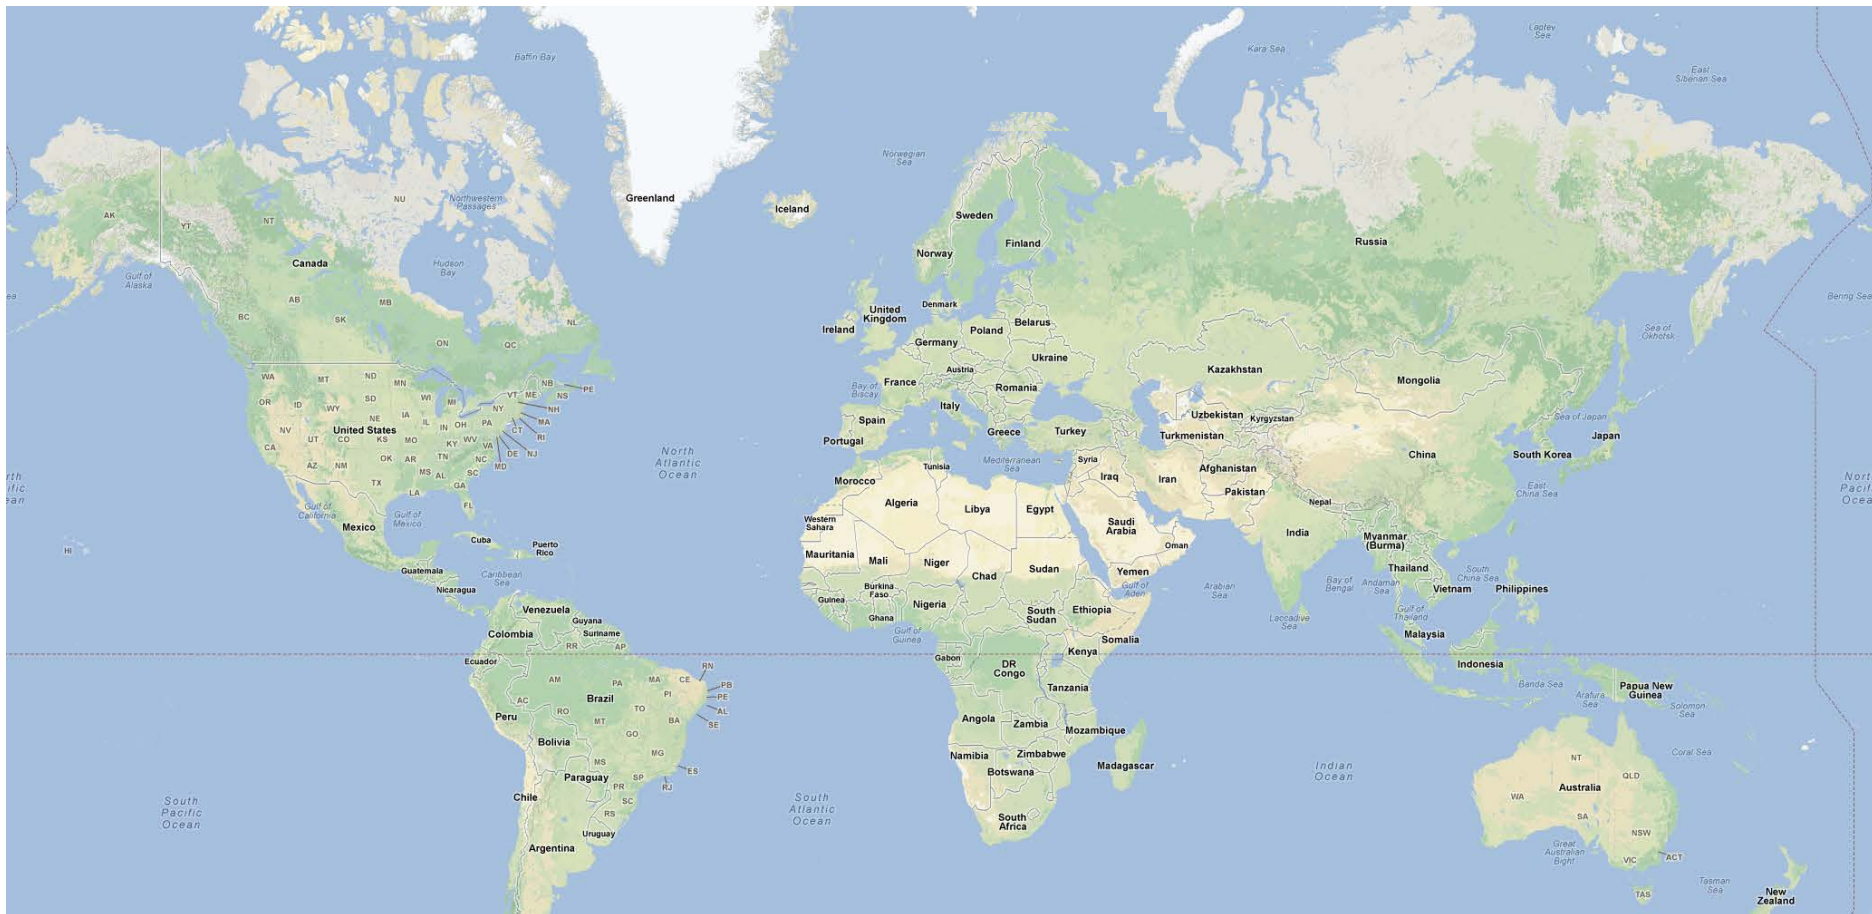 Baffin Bay
Kara Sea
Laptev
Sea
East
Siberian Sea
Norwegian
Sea
Greenland
Iceland
NU
Northwestern
Passages
AK
YT
NT
Sweden
Finland
Norway
Russia
Canada
Hudson
Bay
Gulf of
Alaska
ea
Bering Sea
AB
MB
SK
BC
ON
QC
NL
Denmark
United
Kingdom
Ireland
Belarus
Poland
Germany
Ukraine
Sea of
Okhotsk
WA
MT
ND
MN
OR
ID
WY
SD
WI
MI
VT
ME
NB
PE
NS
NY
NH
MA
RI
CT
NJ
DE
MD
NV
UT
CO
NE
KS
IA
IL
IN
OH
PA
MO
KY
WV
VA
United States
CA
AZ
NM
OK
AR
TN
NC
SC
MS
AL
GA
TX
LA
FL
Austria
France
Bay of
Biscay
Romania
Italy
Spain
Portugal
Greece
Turkey
Kazakhstan
Mongolia
Uzbekistan
Kyrgyzstan
Turkmenistan
Sea of Japan
Japan
South Korea
China
North
Atlantic
Ocean
rth
ific
ean
North
Pacif
Ocea
Mediterranean
Sea
Tunisia
Morocco
Syria
Iraq
Iran
Afghanistan
Pakistan
Nepal
East
China Sea
Gulf of
California
Gulf of
Mexico
Mexico
Algeria
Libya
Egypt
Western
Sahara
Saudi
Arabia
Oman
India
Myanmar
(Burma)
HI
Cuba
Puerto
Rico
Guatemala
Nicaragua
Caribbean
Sea
Mauritania
Mali
Niger
Chad
Sudan
Yemen
Gulf of
Aden
Arabian
Sea
Bay of
Bengal
Andaman
Sea
Thailand
South
China Sea
Vietnam
Philippines
Gulf of
Thailand
Laccadive
Sea
Guinea
Burkina
Faso
Ghana
Nigeria
Gulf of
Guinea
South
Sudan
Ethiopia
Somalia
Venezuela
Guyana
Suriname
Colombia
RR
AP
Ecuador
Gabon
DR
Congo
Kenya
Tanzania
Malaysia
Indonesia
Banda Sea
Arafura
Sea
Papua New
Guinea
Solomon
Sea
AM
PA
MA
CE
RN
PB
PE
AL
SE
PI
AC
RO
TO
BA
MT
GO
Brazil
Peru
Bolivia
MG
MS
ES
SP
RJ
PR
SC
RS
Paraguay
Chile
Uruguay
Argentina
Angola
Zambia
Mozambique
Namibia
Zimbabwe
Botswana
Madagascar
South
Africa
South
Pacific
Ocean
South
Atlantic
Ocean
Indian
Ocean
Coral Sea
NT
QLD
WA
Australia
SA
NSW
Great
Australian
Bight
VIC
ACT
TAS
Tasman
Sea
New
Zealand